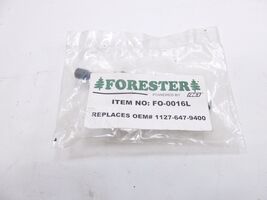 FORESTER
POWERED BY
ITEM NO: FO-0016L
REPLACES OEM# 1127-647-9400